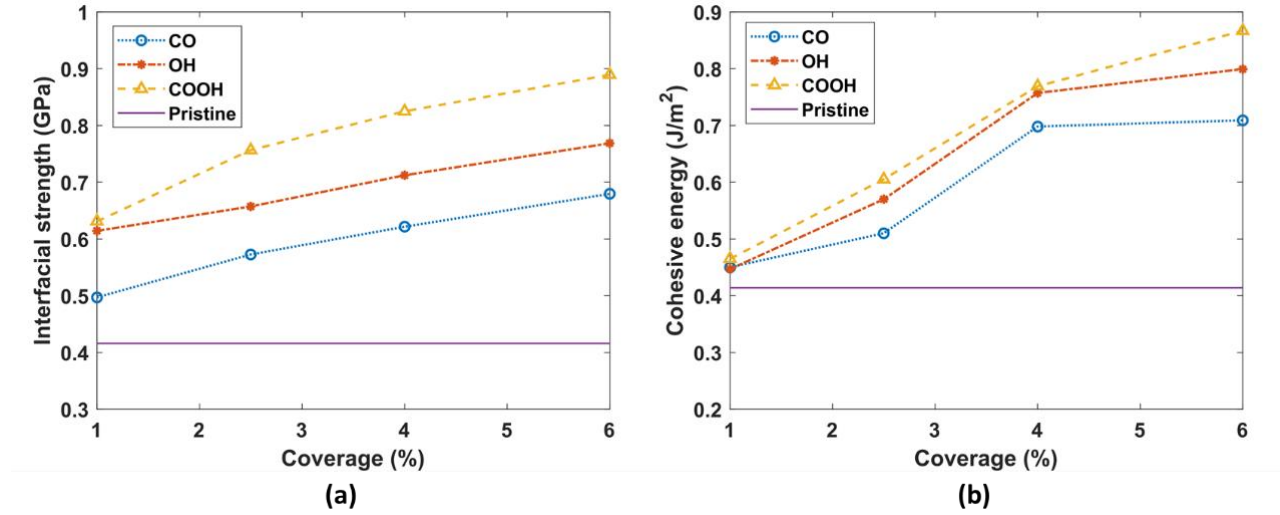 1
0.9
0.8
0.7
0.6
0.5
0.4
0.3
Interfacial strength (GPa)
CO
OH
COOH
Pristine
1 2 3 4 5 6
Coverage (%)
(a)
0.9
0.8
0.7
0.6
0.5
0.4
0.3
0.2
Cohesive energy (J/m²)
CO
OH
COOH
Pristine
1 2 3 4 5 6
Coverage (%)
(b)